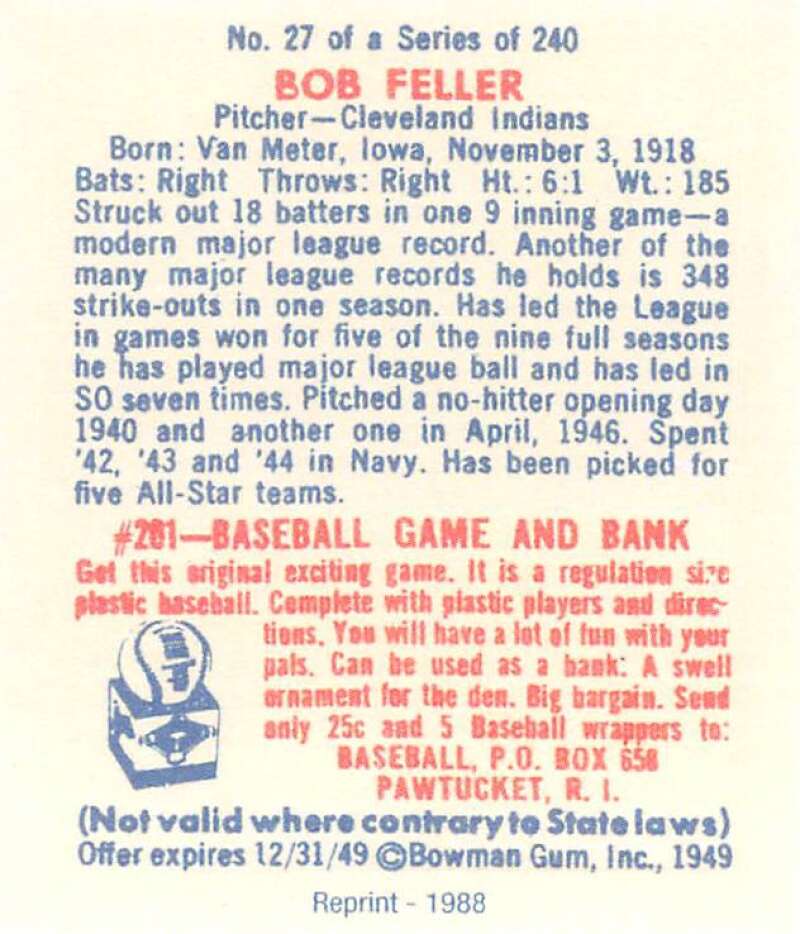 No. 27 of a Series of 240
BOB FELLER
Pitcher—Cleveland Indians
Born: Van Meter, Iowa, November 3, 1918
Bats: Right Throws: Right Ht.: 6:1 Wt.: 185
Struck out 18 batters in one 9 inning game—a
modern major league record. Another of the
many major league records he holds is 348
strike-outs in one season. Has led the League
in games won for five of the nine full seasons
he has played major league ball and has led in
SO seven times. Pitched a no-hitter opening day
1940 and another one in April, 1946. Spent
'42, '43 and '44 in Navy. Has been picked for
five All-Star teams.
#201—BASEBALL GAME AND BANK
Get this original exciting game. It is a regulation size
plastic baseball. Complete with plastic players and direc-
tions. You will have a lot of fun with your
pals. Can be used as a bank: A swell
ornament for the den. Big bargain. Send
only 25c and 5 Baseball wrappers to:
BASEBALL, P.O. BOX 658
PAWTUCKET, R. I.
(Not valid where contrary to State laws)
Offer expires 12/31/49 ©Bowman Gum, Inc., 1949
Reprint - 1988